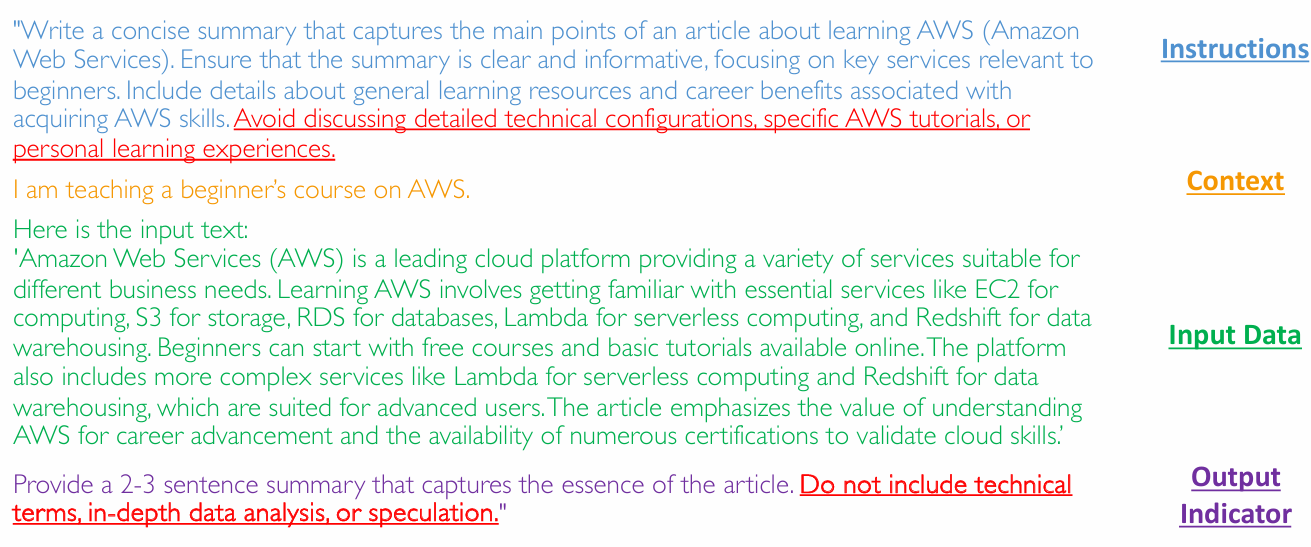 "Write a concise summary that captures the main points of an article about learning AWS (Amazon
Web Services). Ensure that the summary is clear and informative, focusing on key services relevant to
beginners. Include details about general learning resources and career benefits associated with
acquiring AWS skills. Avoid discussing detailed technical configurations, specific AWS tutorials, or
personal learning experiences.
Instructions
I am teaching a beginner's course on AWS.
Context
Here is the input text:
'Amazon Web Services (AWS) is a leading cloud platform providing a variety of services suitable for
different business needs. Learning AWS involves getting familiar with essential services like EC2 for
computing, S3 for storage, RDS for databases, Lambda for serverless computing, and Redshift for data
warehousing. Beginners can start with free courses and basic tutorials available online. The platform
also includes more complex services like Lambda for serverless computing and Redshift for data
warehousing, which are suited for advanced users. The article emphasizes the value of understanding
AWS for career advancement and the availability of numerous certifications to validate cloud skills.'
Input Data
Provide a 2-3 sentence summary that captures the essence of the article. Do not include technical
terms, in-depth data analysis, or speculation."
Output
Indicator